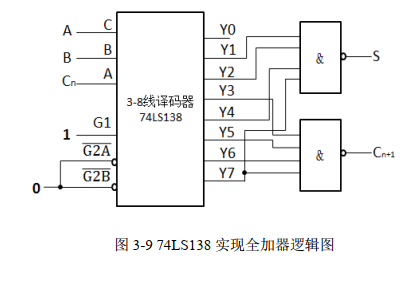 A C Y0
Y1
B B & S
Y2
Cn A
3-8线译码器 Y3
74LS138 Y4
1 G1
Y5
G2A & Cn+1
Y6
0 G2B Y7
图 3-9 74LS138 实现全加器逻辑图